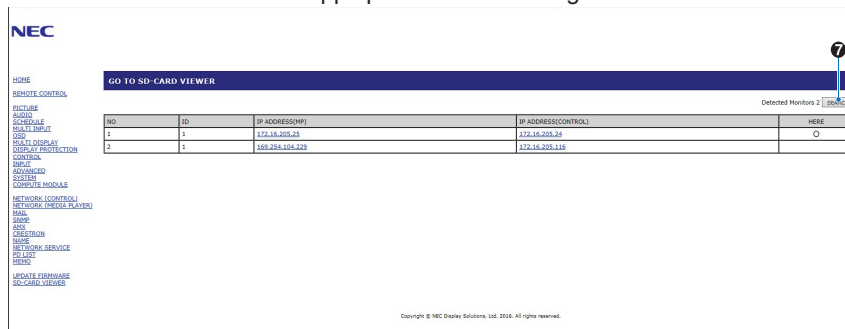 NEC
7
HOME
REMOTE CONTROL
PICTURE
AUDIO
SCHEDULE
MULTI INPUT
OSD
MULTI DISPLAY
DISPLAY PROTECTION
CONTROL
INPUT
ADVANCED
SYSTEM
COMPUTE MODULE
NETWORK (CONTROL)
NETWORK (MEDIA PLAYER)
MAIL
SNMP
AMX
CRESTRON
NAME
NETWORK SERVICE
PD LIST
MEMO
UPDATE FIRMWARE
SD-CARD VIEWER
GO TO SD-CARD VIEWER
Detected Monitors 2
NO ID IP ADDRESS(MP) IP ADDRESS(CONTROL) HERE
1 1 172.16.205.25 172.16.205.24 O
2 1 169.254.104.229 172.16.205.116
Copyright © NEC Display Solutions, Ltd. 2016. All rights reserved.